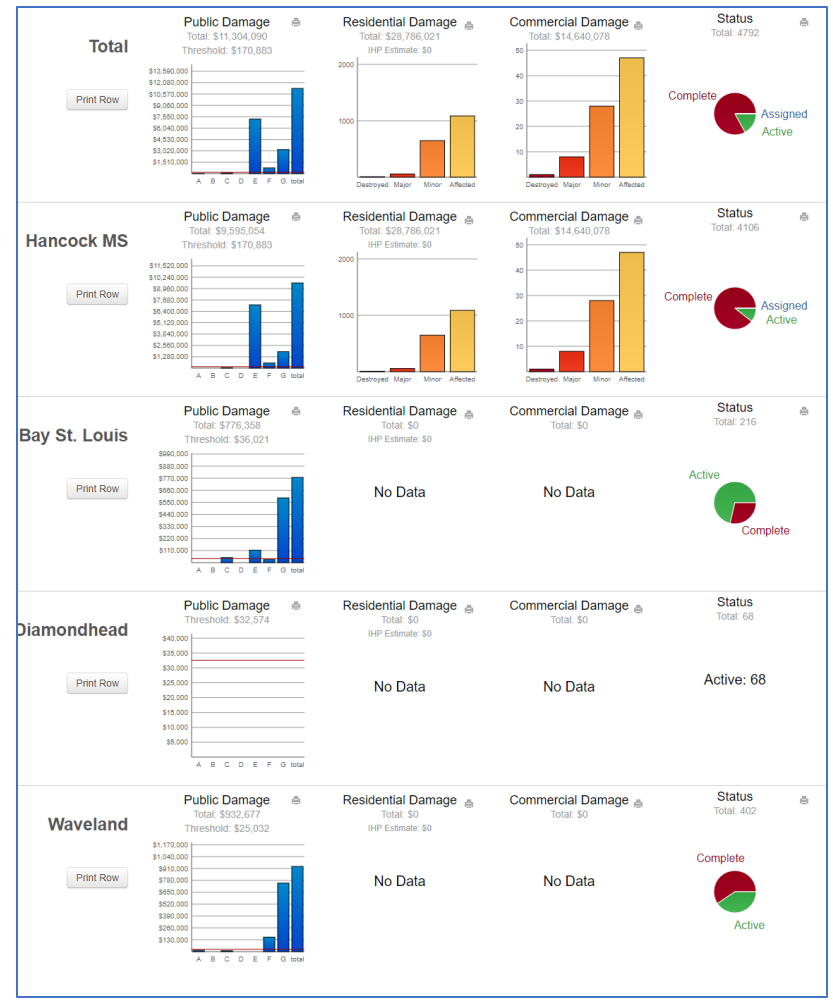 Total
Print Row
Public Damage
Total: $11,304,090
Threshold: $170,883
$13,590,000
$12,080,000
$10,570,000
$9,060,000
$7,550,000
$6,040,000
$4,530,000
$3,020,000
$1,510,000
A B C D E F G total
Residential Damage
Total: $28,786,021
IHP Estimate: $0
2000
1000
Destroyed Major Minor Affected
Commercial Damage
Total: $14,640,078
50
40
30
20
10
Destroyed Major Minor Affected
Status
Total: 4792
Complete
Assigned
Active
Hancock MS
Print Row
Public Damage
Total: $9,595,054
Threshold: $170,883
$11,520,000
$10,240,000
$8,960,000
$7,680,000
$6,400,000
$5,120,000
$3,840,000
$2,560,000
$1,280,000
A B C D E F G total
Residential Damage
Total: $28,786,021
IHP Estimate: $0
2000
1000
Destroyed Major Minor Affected
Commercial Damage
Total: $14,640,078
50
40
30
20
10
Destroyed Major Minor Affected
Status
Total: 4106
Complete
Assigned
Active
Bay St. Louis
Print Row
Public Damage
Total: $776,358
Threshold: $36,021
$990,000
$880,000
$770,000
$660,000
$550,000
$440,000
$330,000
$220,000
$110,000
A B C D E F G total
Residential Damage
Total: $0
IHP Estimate: $0
No Data
Commercial Damage
Total: $0
No Data
Status
Total: 216
Active
Complete
Diamondhead
Print Row
Public Damage
Threshold: $32,574
$40,000
$35,000
$30,000
$25,000
$20,000
$15,000
$10,000
$5,000
A B C D E F G total
Residential Damage
Total: $0
IHP Estimate: $0
No Data
Commercial Damage
Total: $0
No Data
Status
Total: 68
Active: 68
Waveland
Print Row
Public Damage
Total: $932,677
Threshold: $25,032
$1,170,000
$1,040,000
$910,000
$780,000
$650,000
$520,000
$390,000
$260,000
$130,000
A B C D E F G total
Residential Damage
Total: $0
IHP Estimate: $0
No Data
Commercial Damage
Total: $0
No Data
Status
Total: 402
Complete
Active